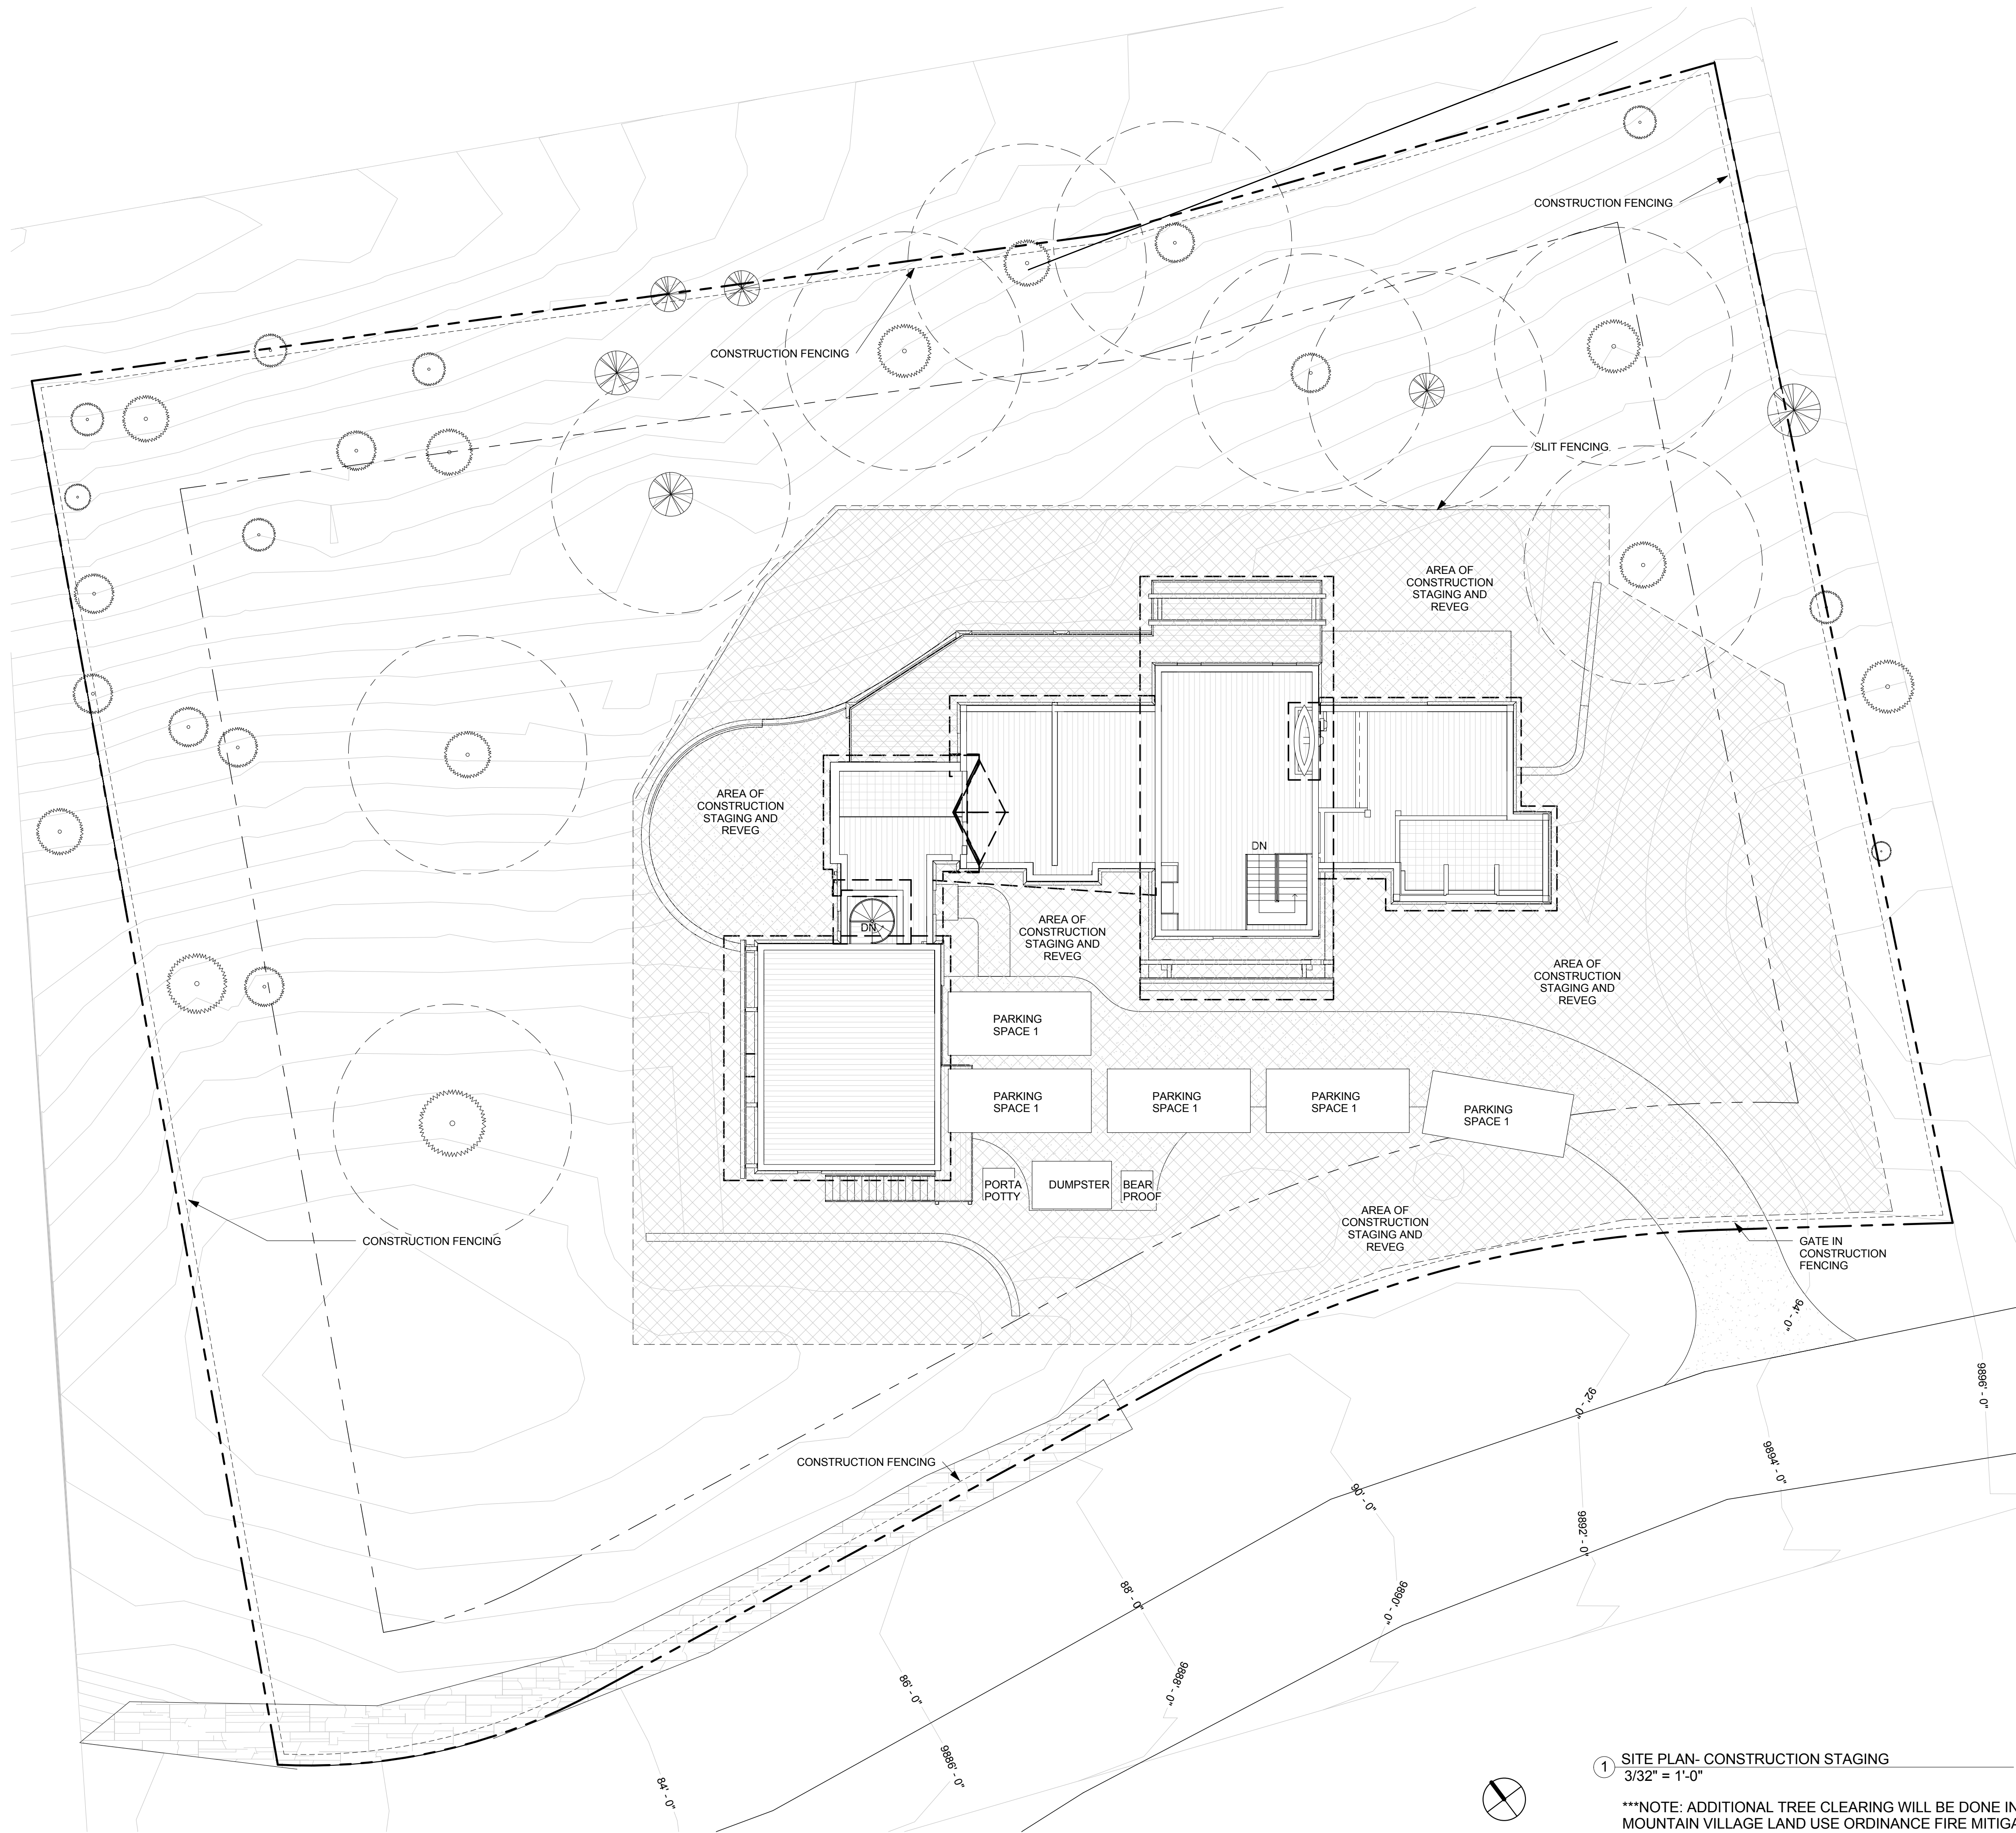 CONSTRUCTION FENCING
CONSTRUCTION FENCING
SLIT FENCING
AREA OF
CONSTRUCTION
STAGING AND
REVEG
AREA OF
CONSTRUCTION
STAGING AND
REVEG
DN
DN
AREA OF
CONSTRUCTION
STAGING AND
REVEG
AREA OF
CONSTRUCTION
STAGING AND
REVEG
PARKING
SPACE 1
PARKING
SPACE 1
PARKING
SPACE 1
PARKING
SPACE 1
PARKING
SPACE 1
PORTA
POTTY
DUMPSTER
BEAR
PROOF
AREA OF
CONSTRUCTION
STAGING AND
REVEG
CONSTRUCTION FENCING
GATE IN
CONSTRUCTION
FENCING
94' - 0"
9896' - 0"
92' - 0"
CONSTRUCTION FENCING
9894' - 0"
90' - 0"
9892' - 0"
88' - 0"
9890' - 0"
86' - 0"
9888' - 0"
84' - 0"
9886' - 0"
1
SITE PLAN- CONSTRUCTION STAGING
3/32" = 1'-0"
***NOTE: ADDITIONAL TREE CLEARING WILL BE DONE IN
MOUNTAIN VILLAGE LAND USE ORDINANCE FIRE MITIGA